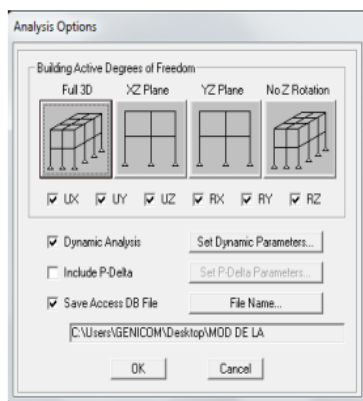 Analysis Options
Building Active Degrees of Freedom
Full 3D XZ Plane YZ Plane No Z Rotation
UX UY UZ RX RY RZ
Dynamic Analysis Set Dynamic Parameters...
Include P-Delta Set P-Delta Parameters...
Save Access DB File File Name...
C:\Users\GENICOM\Desktop\MOD DE LA
OK Cancel